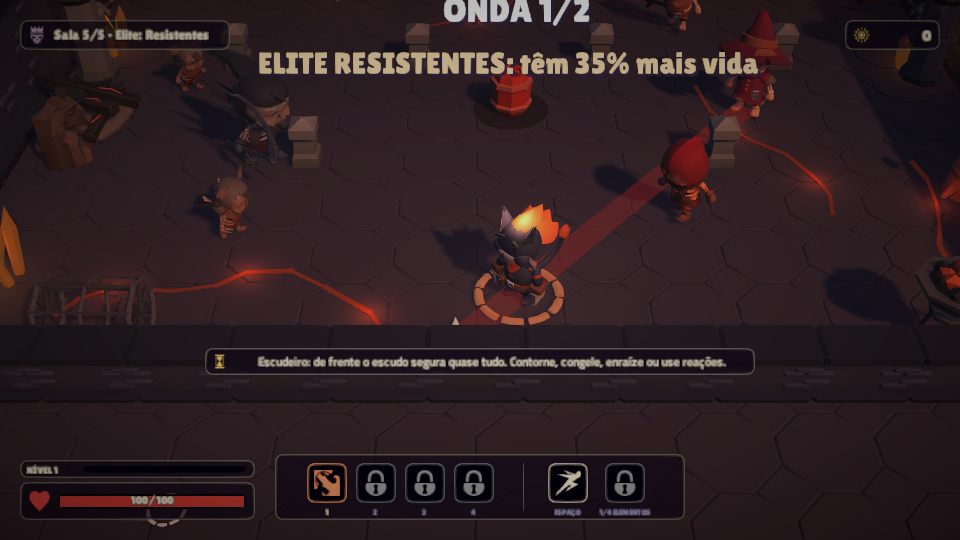 ONDA 1/2
Sala 5/5 · Elite: Resistentes
0
ELITE RESISTENTES: têm 35% mais vida
Escudeiro: de frente o escudo segura quase tudo. Contorne, congele, enraíze ou use reações.
NÍVEL 1
100/100
1
2
3
4
ESPAÇO
1/4 ELEMENTOS